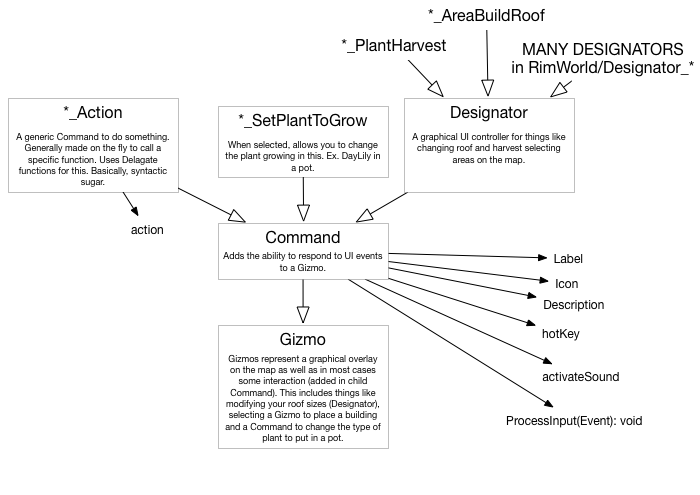 *_AreaBuildRoof
*_PlantHarvest
MANY DESIGNATORS
in RimWorld/Designator_*
*_Action
A generic Command to do something.
Generally made on the fly to call a
specific function. Uses Delagate
functions for this. Basically, syntactic
sugar.
*_SetPlantToGrow
When selected, allows you to change
the plant growing in this. Ex. DayLily in
a pot.
Designator
A graphical UI controller for things like
changing roof and harvest selecting
areas on the map.
action
Command
Adds the ability to respond to UI events
to a Gizmo.
Label
Icon
Description
hotKey
activateSound
ProcessInput(Event): void
Gizmo
Gizmos represent a graphical overlay
on the map as well as in most cases
some interaction (added in child
Command). This includes things like
modifying your roof sizes (Designator),
selecting a Gizmo to place a building
and a Command to change the type of
plant to put in a pot.